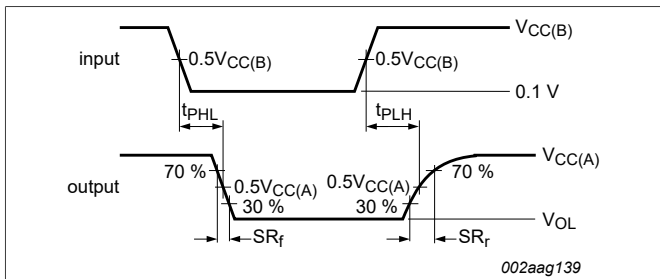 VCC(B)
input
0.5VCC(B)
0.5VCC(B)
0.1 V
tPHL
tPLH
VCC(A)
70 %
70 %
output
0.5VCC(A)
0.5VCC(A)
30 %
30 %
VOL
SRf
SRr
002aag139